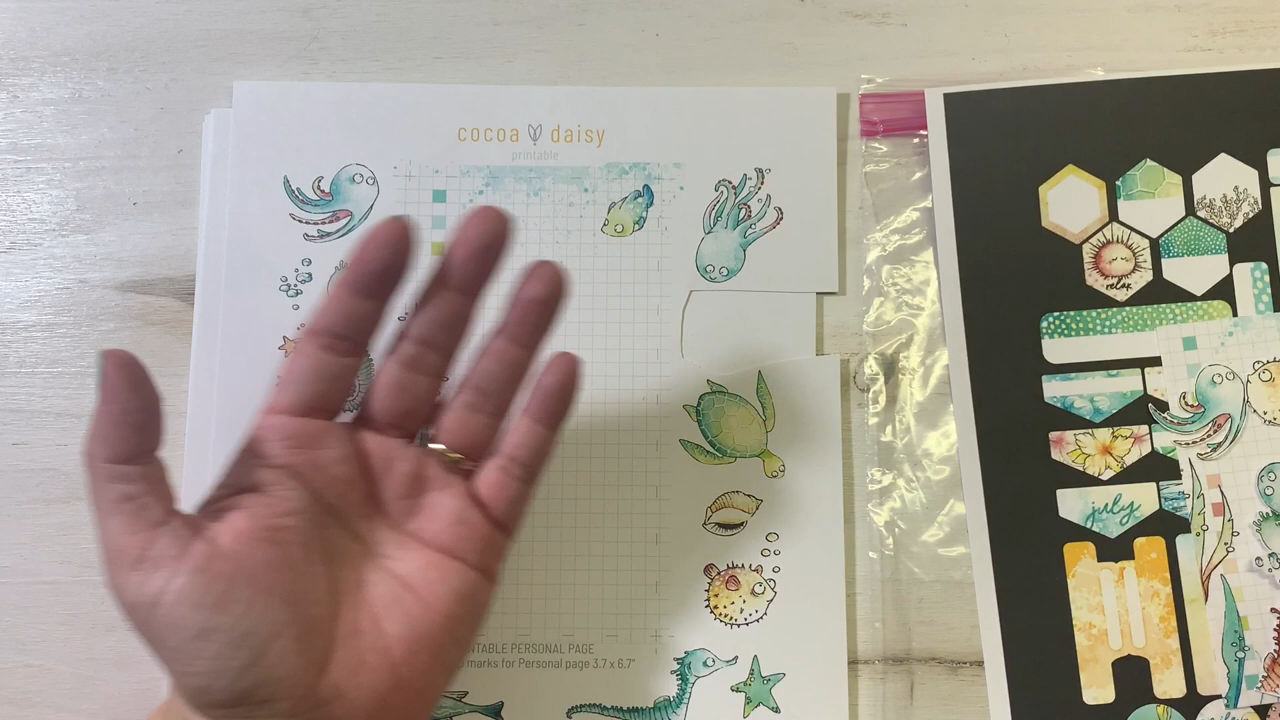 cocoa daisy
printable
relax
july
NTABLE PERSONAL PAGE
marks for Personal page 3.7 x 6.7"